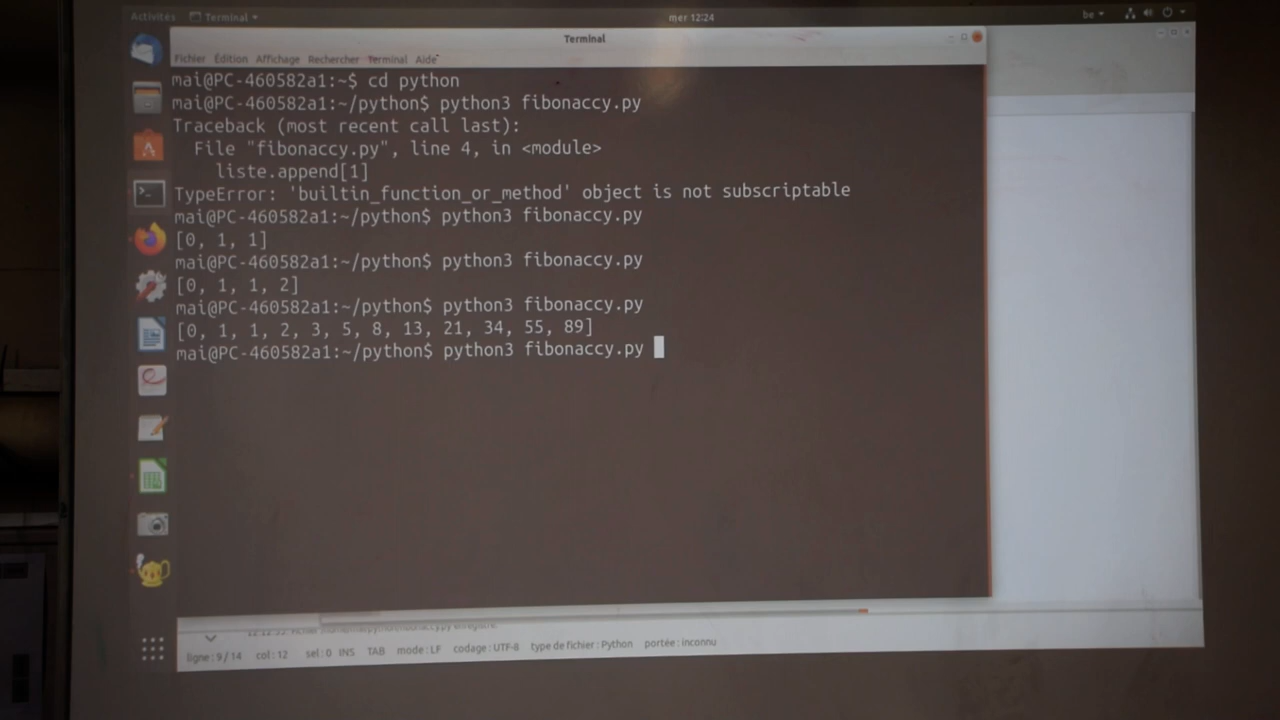 Activités Terminal mer 12:24 be
Terminal
Fichier Édition Affichage Rechercher Terminal Aide
mai@PC-460582a1:~$ cd python
mai@PC-460582a1:~/python$ python3 fibonaccy.py
Traceback (most recent call last):
File "fibonaccy.py", line 4, in <module>
liste.append[1]
TypeError: 'builtin_function_or_method' object is not subscriptable
mai@PC-460582a1:~/python$ python3 fibonaccy.py
[0, 1, 1]
mai@PC-460582a1:~/python$ python3 fibonaccy.py
[0, 1, 1, 2]
mai@PC-460582a1:~/python$ python3 fibonaccy.py
[0, 1, 1, 2, 3, 5, 8, 13, 21, 34, 55, 89]
mai@PC-460582a1:~/python$ python3 fibonaccy.py
ligne : 9 / 14 col : 12 sel : 0 INS TAB mode : LF codage : UTF-8 type de fichier : Python portée : inconnu